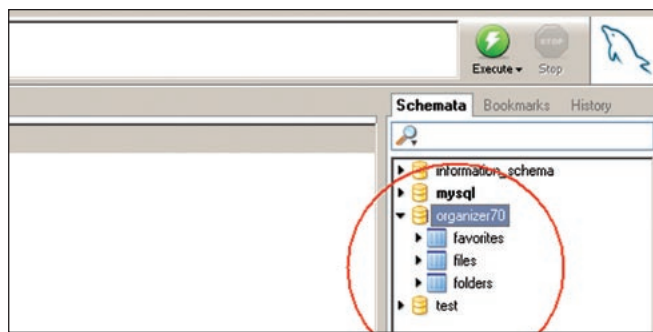 Execute Stop
Schemata Bookmarks History
information_schema
mysql
organizer70
favorites
files
folders
test